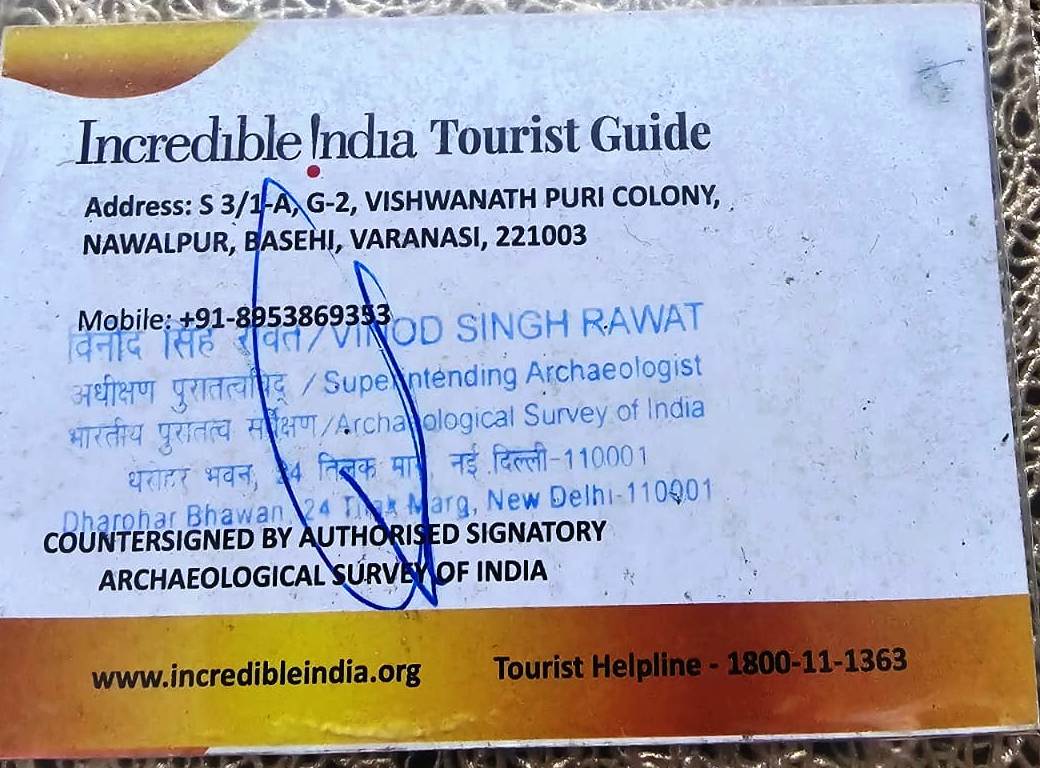 Incredible !ndia Tourist Guide
Address: S 3/1-A, G-2, VISHWANATH PURI COLONY,
NAWALPUR, BASEHI, VARANASI, 221003
Mobile: +91-8953869353
विनोद सिंह रावत/VINOD SINGH RAWAT
अधीक्षण पुरातत्वविद् / Superintending Archaeologist
भारतीय पुरातत्व सर्वेक्षण/Archaeological Survey of India
धरोहर भवन, 24 तिलक मार्ग, नई दिल्ली-110001
Dharohar Bhawan, 24 Tilak Marg, New Delhi-110001
COUNTERSIGNED BY AUTHORISED SIGNATORY
ARCHAEOLOGICAL SURVEY OF INDIA
www.incredibleindia.org Tourist Helpline - 1800-11-1363